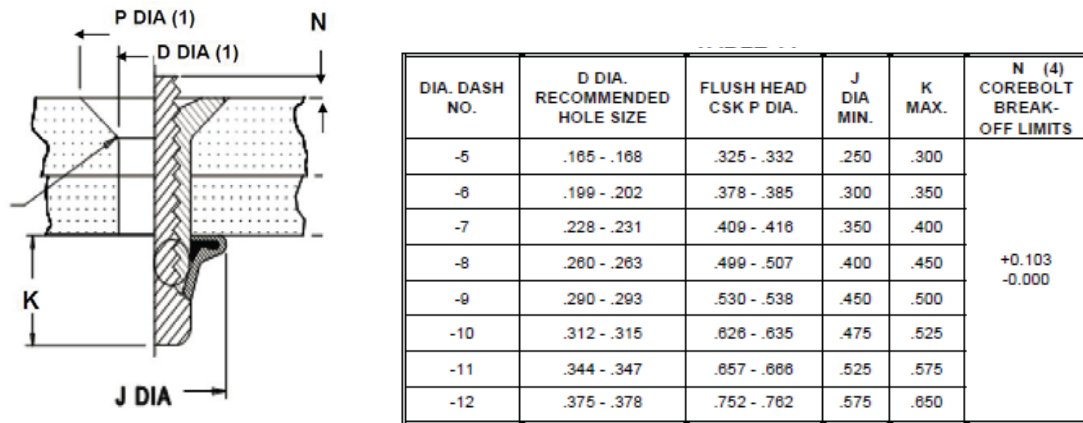 P DIA (1)
N
D DIA (1)
K
J DIA
DIA. DASH NO.
D DIA. RECOMMENDED HOLE SIZE
FLUSH HEAD CSK P DIA.
J DIA MIN.
K MAX.
N (4) COREBOLT BREAK-OFF LIMITS
-5 .165 - .168 .325 - .332 .250 .300
-6 .199 - .202 .378 - .385 .300 .350
-7 .228 - .231 .409 - .416 .350 .400
-8 .260 - .263 .499 - .507 .400 .450
+0.103
-0.000
-9 .290 - .293 .530 - .538 .450 .500
-10 .312 - .315 .626 - .635 .475 .525
-11 .344 - .347 .657 - .666 .525 .575
-12 .375 - .378 .752 - .762 .575 .650